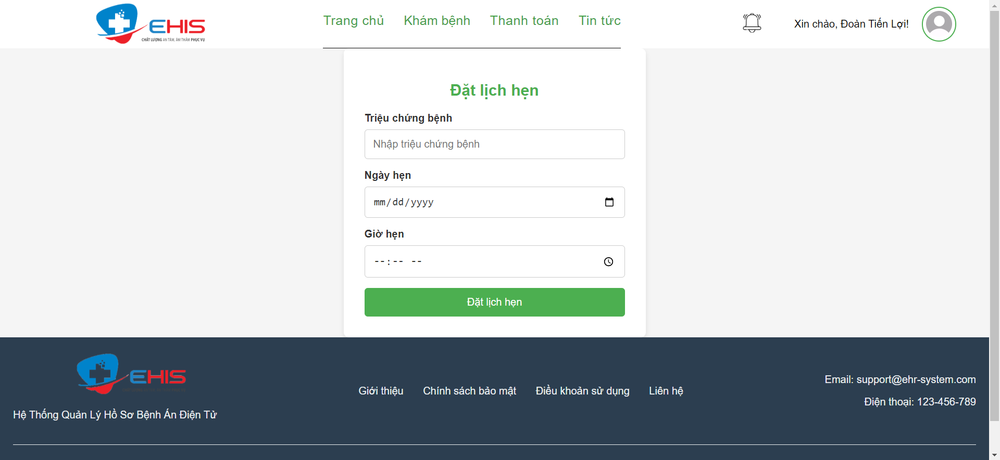 EHIS
CHẤT LƯỢNG AN TÂM, ÂM THẦM PHỤC VỤ
Trang chủ Khám bệnh Thanh toán Tin tức
Xin chào, Đoàn Tiến Lợi!
Đặt lịch hẹn
Triệu chứng bệnh
Nhập triệu chứng bệnh
Ngày hẹn
mm/dd/yyyy
Giờ hẹn
--:-- --
Đặt lịch hẹn
EHIS
Hệ Thống Quản Lý Hồ Sơ Bệnh Án Điện Tử
Giới thiệu Chính sách bảo mật Điều khoản sử dụng Liên hệ
Email: support@ehr-system.com
Điện thoại: 123-456-789